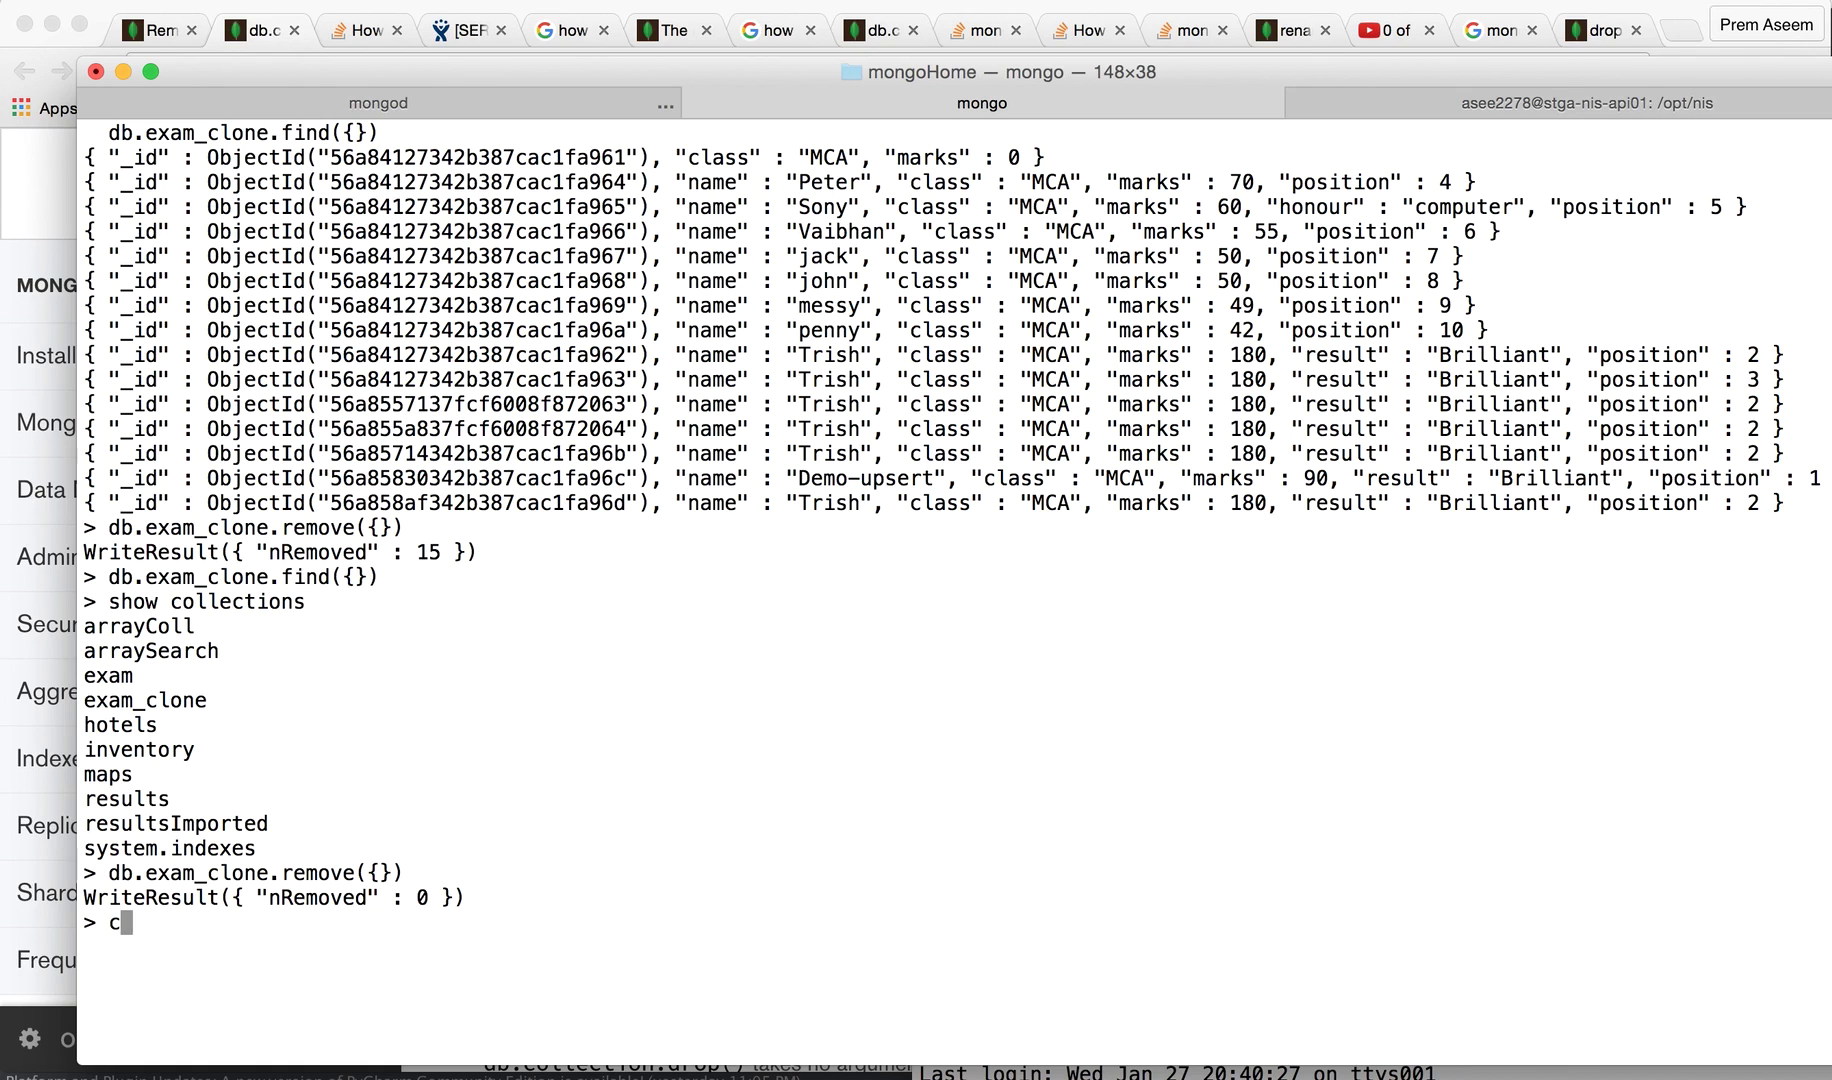 Rem db.c How [SER how The how db.c mon How mon rena 0 of mon drop Prem Aseem
mongoHome — mongo — 148×38
Apps
mongod ... mongo asee2278@stga-nis-api01: /opt/nis
db.exam_clone.find({})
{ "_id" : ObjectId("56a84127342b387cac1fa961"), "class" : "MCA", "marks" : 0 }
{ "_id" : ObjectId("56a84127342b387cac1fa964"), "name" : "Peter", "class" : "MCA", "marks" : 70, "position" : 4 }
{ "_id" : ObjectId("56a84127342b387cac1fa965"), "name" : "Sony", "class" : "MCA", "marks" : 60, "honour" : "computer", "position" : 5 }
{ "_id" : ObjectId("56a84127342b387cac1fa966"), "name" : "Vaibhan", "class" : "MCA", "marks" : 55, "position" : 6 }
{ "_id" : ObjectId("56a84127342b387cac1fa967"), "name" : "jack", "class" : "MCA", "marks" : 50, "position" : 7 }
{ "_id" : ObjectId("56a84127342b387cac1fa968"), "name" : "john", "class" : "MCA", "marks" : 50, "position" : 8 }
{ "_id" : ObjectId("56a84127342b387cac1fa969"), "name" : "messy", "class" : "MCA", "marks" : 49, "position" : 9 }
{ "_id" : ObjectId("56a84127342b387cac1fa96a"), "name" : "penny", "class" : "MCA", "marks" : 42, "position" : 10 }
{ "_id" : ObjectId("56a84127342b387cac1fa962"), "name" : "Trish", "class" : "MCA", "marks" : 180, "result" : "Brilliant", "position" : 2 }
{ "_id" : ObjectId("56a84127342b387cac1fa963"), "name" : "Trish", "class" : "MCA", "marks" : 180, "result" : "Brilliant", "position" : 3 }
{ "_id" : ObjectId("56a8557137fcf6008f872063"), "name" : "Trish", "class" : "MCA", "marks" : 180, "result" : "Brilliant", "position" : 2 }
{ "_id" : ObjectId("56a855a837fcf6008f872064"), "name" : "Trish", "class" : "MCA", "marks" : 180, "result" : "Brilliant", "position" : 2 }
{ "_id" : ObjectId("56a85714342b387cac1fa96b"), "name" : "Trish", "class" : "MCA", "marks" : 180, "result" : "Brilliant", "position" : 2 }
{ "_id" : ObjectId("56a85830342b387cac1fa96c"), "name" : "Demo-upsert", "class" : "MCA", "marks" : 90, "result" : "Brilliant", "position" : 1
{ "_id" : ObjectId("56a858af342b387cac1fa96d"), "name" : "Trish", "class" : "MCA", "marks" : 180, "result" : "Brilliant", "position" : 2 }
> db.exam_clone.remove({})
WriteResult({ "nRemoved" : 15 })
> db.exam_clone.find({})
> show collections
arrayColl
arraySearch
exam
exam_clone
hotels
inventory
maps
results
resultsImported
system.indexes
> db.exam_clone.remove({})
WriteResult({ "nRemoved" : 0 })
> c
MONG
Install
Mong
Data
Admin
Secur
Aggre
Indexe
Replic
Shard
Frequ
db.collection.drop() takes no argumen
Last login: Wed Jan 27 20:40:27 on ttys001